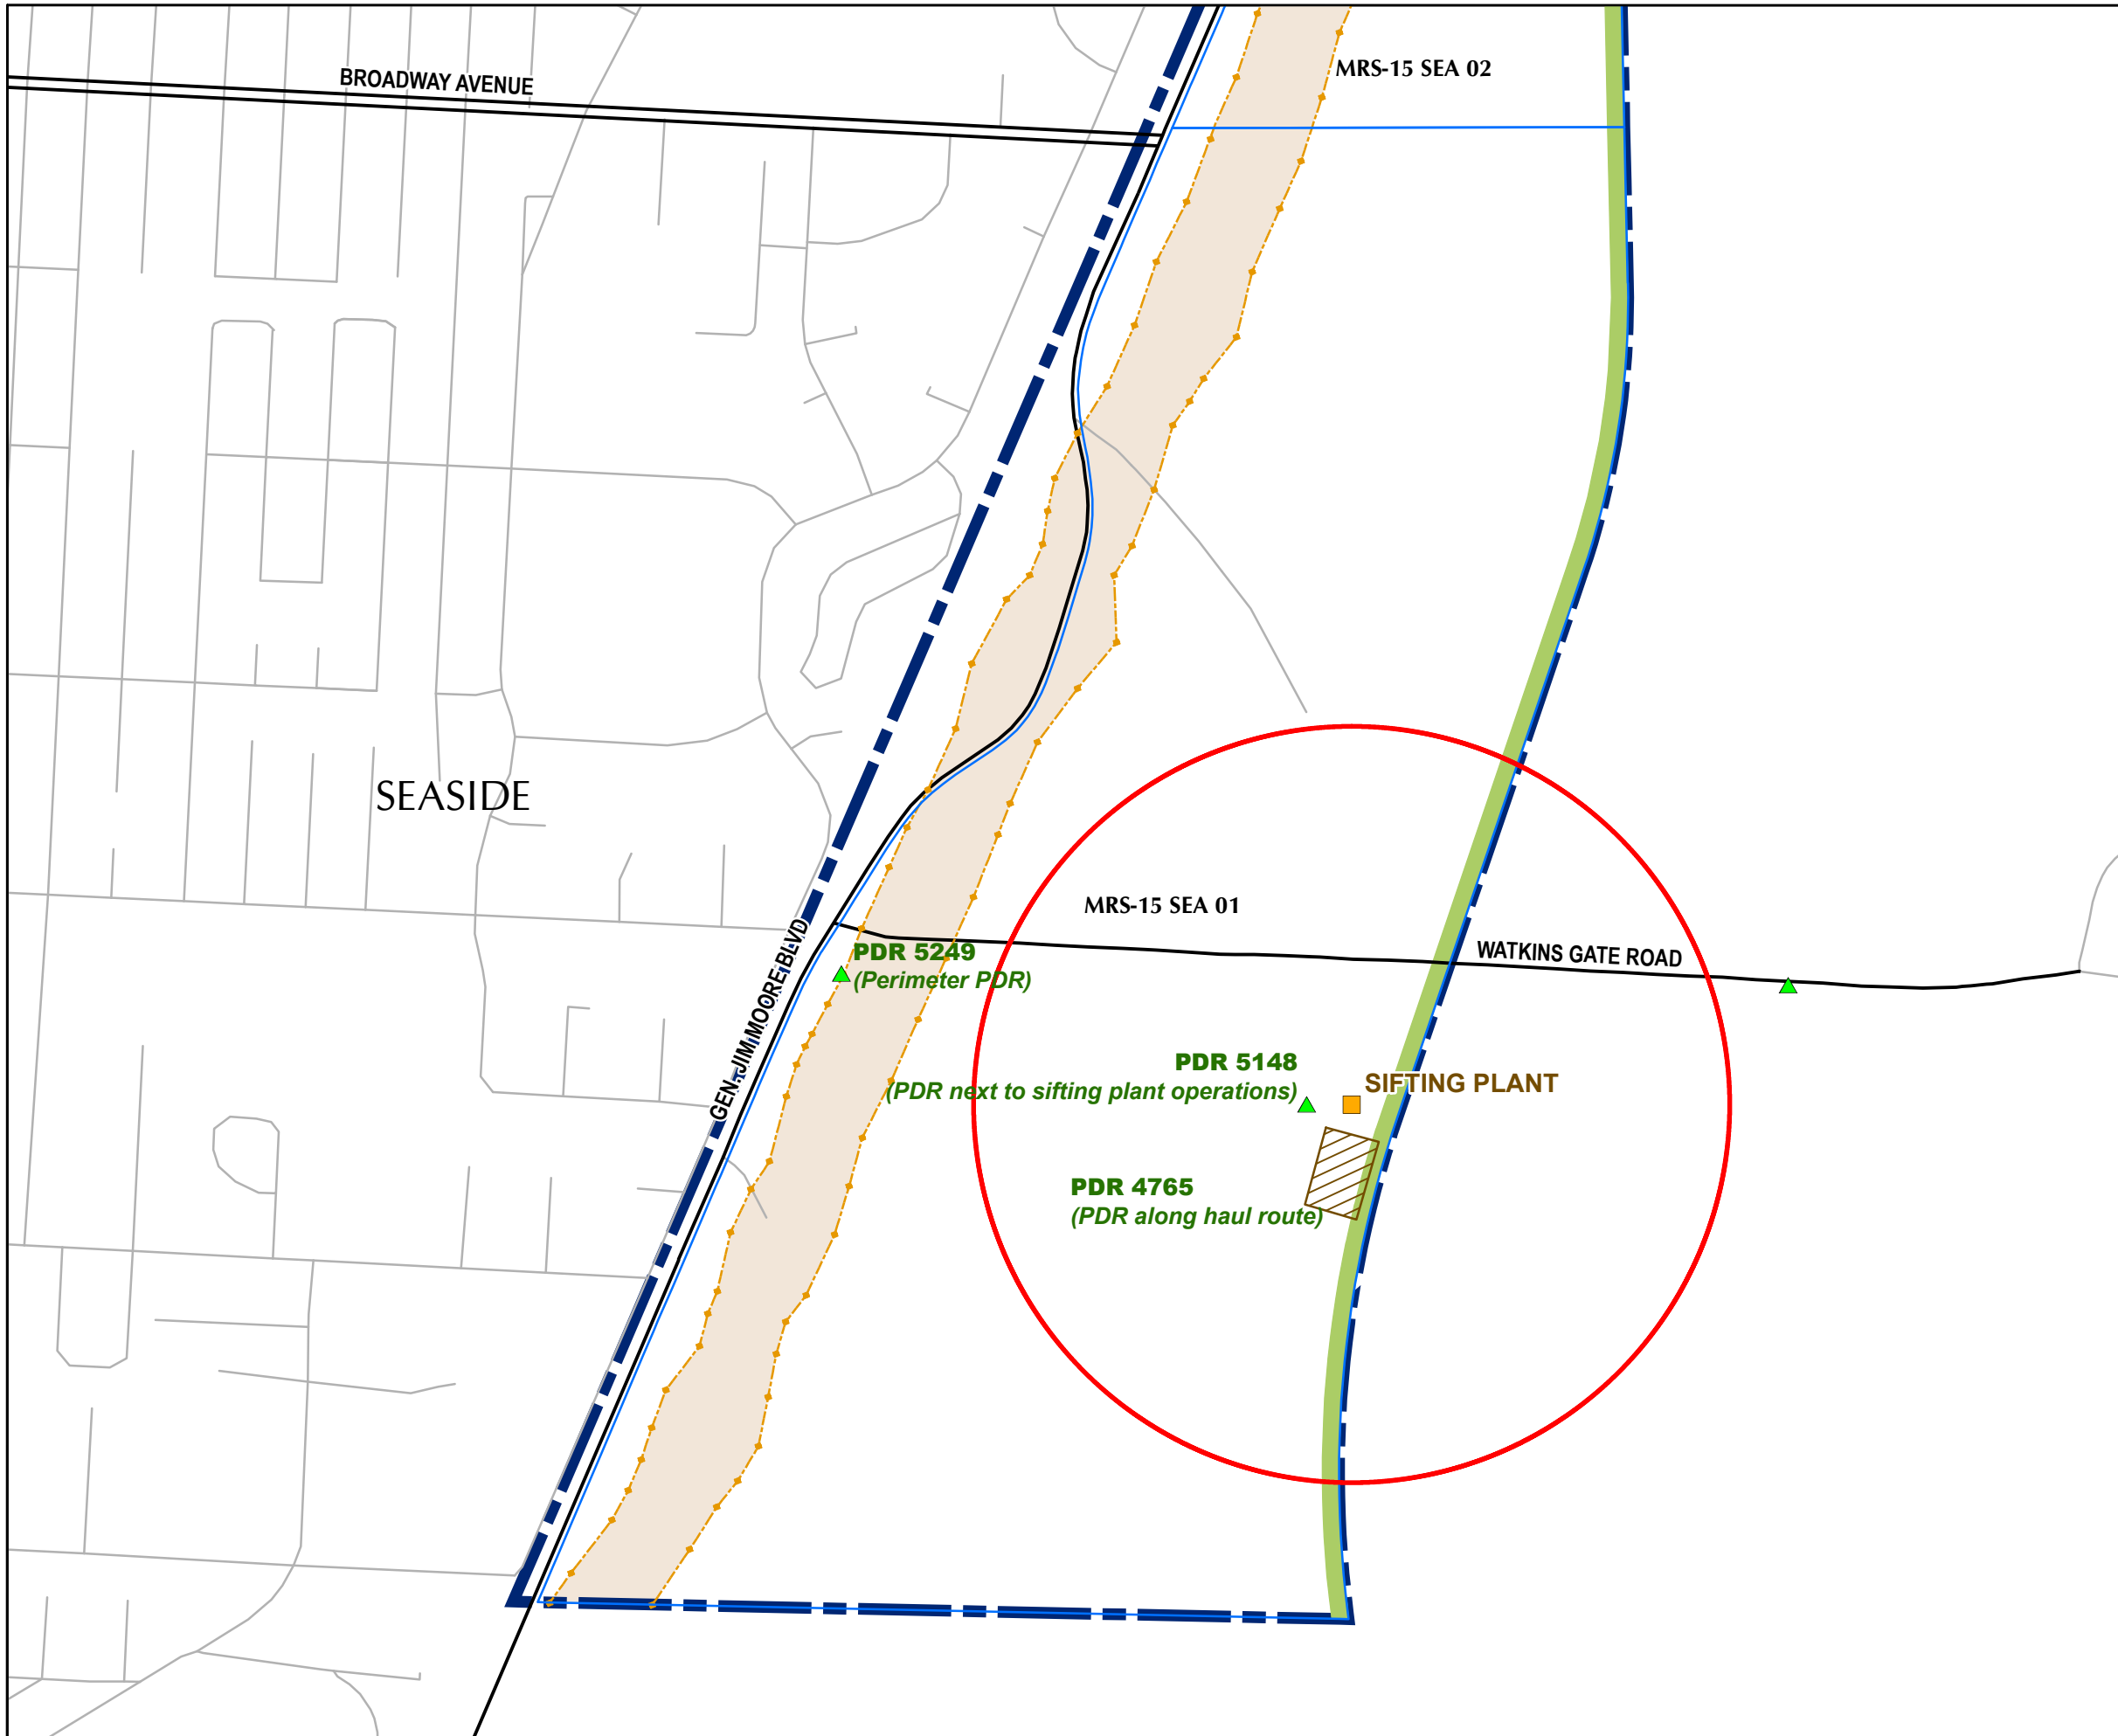 MRS-15 SEA 02
BROADWAY AVENUE
SEASIDE
MRS-15 SEA 01
GEN. JIM MOORE BLVD
WATKINS GATE ROAD
PDR 5249
(Perimeter PDR)
PDR 5148
(PDR next to sifting plant operations)
SIFTING PLANT
PDR 4765
(PDR along haul route)